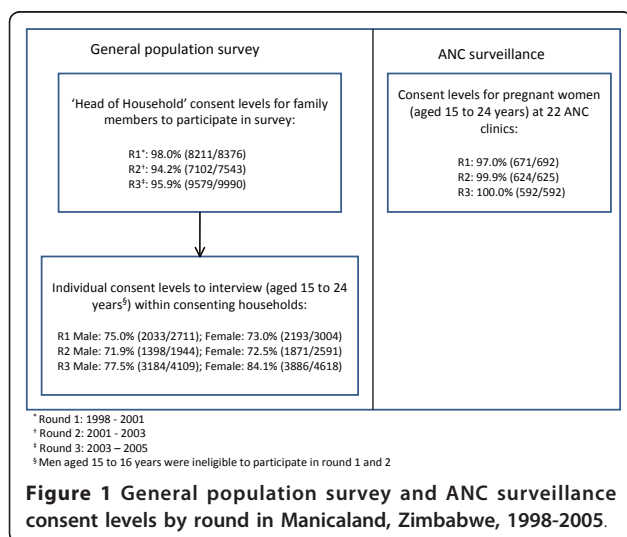 General population survey
'Head of Household' consent levels for family
members to participate in survey:
R1*: 98.0% (8211/8376)
R2†: 94.2% (7102/7543)
R3‡: 95.9% (9579/9990)
Individual consent levels to interview (aged 15 to 24
years§) within consenting households:
R1 Male: 75.0% (2033/2711); Female: 73.0% (2193/3004)
R2 Male: 71.9% (1398/1944); Female: 72.5% (1871/2591)
R3 Male: 77.5% (3184/4109); Female: 84.1% (3886/4618)
ANC surveillance
Consent levels for pregnant women
(aged 15 to 24 years) at 22 ANC
clinics:
R1: 97.0% (671/692)
R2: 99.9% (624/625)
R3: 100.0% (592/592)
* Round 1: 1998 - 2001
† Round 2: 2001 - 2003
‡ Round 3: 2003 – 2005
§ Men aged 15 to 16 years were ineligible to participate in round 1 and 2
Figure 1 General population survey and ANC surveillance
consent levels by round in Manicaland, Zimbabwe, 1998-2005.